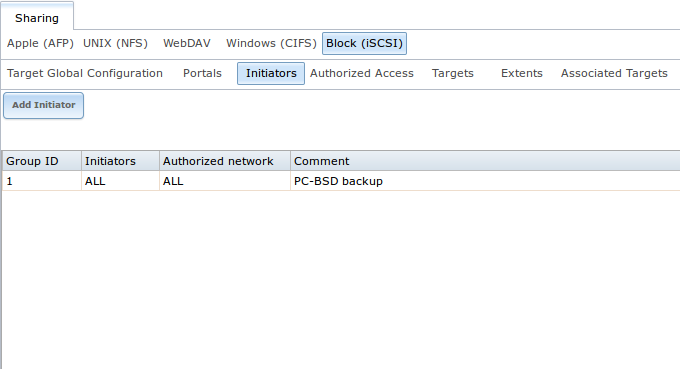 Sharing
Apple (AFP) UNIX (NFS) WebDAV Windows (CIFS) Block (iSCSI)
Target Global Configuration Portals Initiators Authorized Access Targets Extents Associated Targets
Add Initiator
Group ID Initiators Authorized network Comment
1 ALL ALL PC-BSD backup